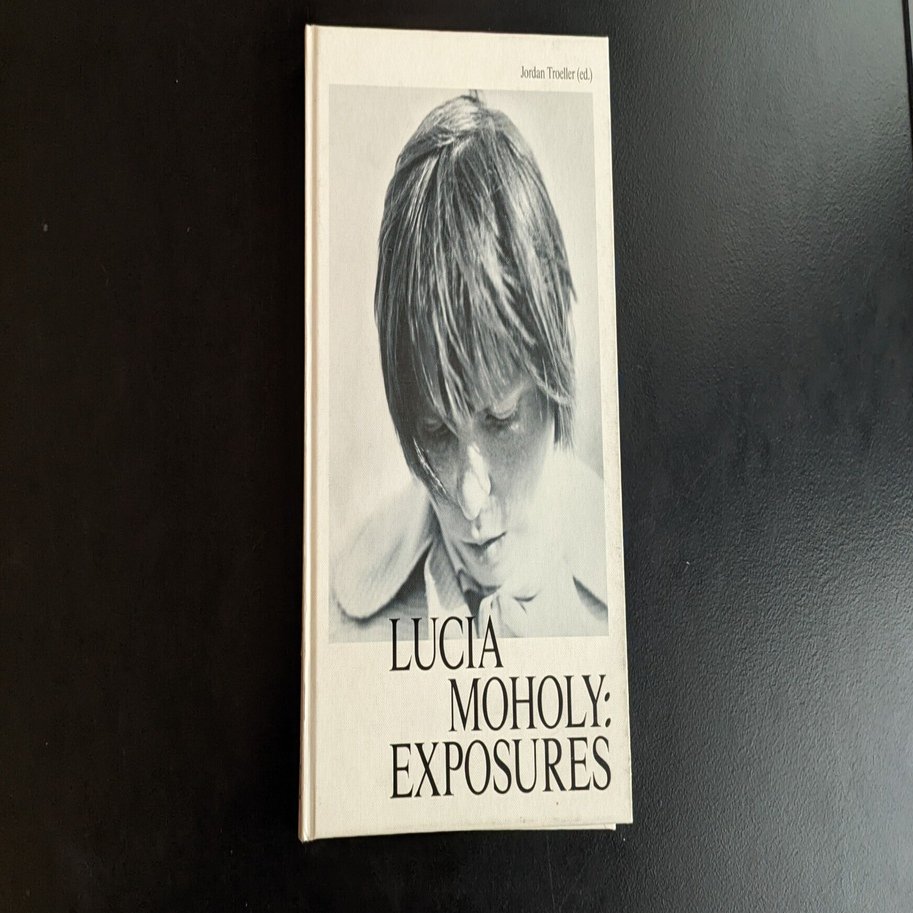 Jordan Troeller (ed.)
LUCIA
MOHOLY:
EXPOSURES